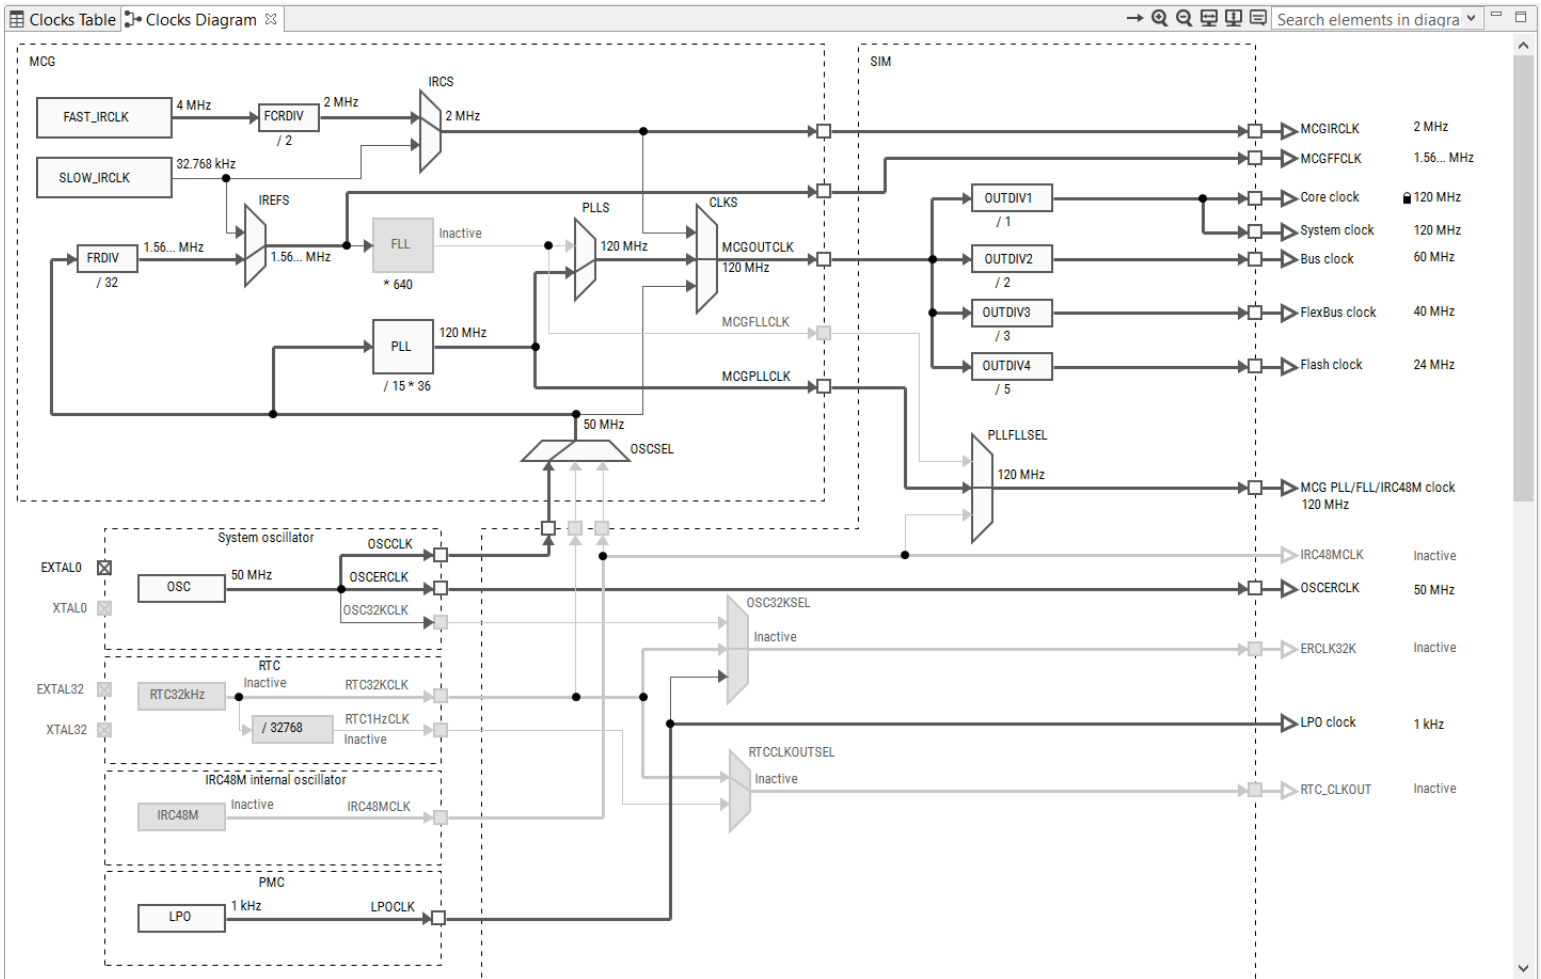 Clocks Table Clocks Diagram Search elements in diagra
MCG
SIM
IRCS
FAST_IRCLK
4 MHz
FCRDIV
/ 2
2 MHz
2 MHz
SLOW_IRCLK
32.768 kHz
IREFS
FRDIV
/ 32
1.56... MHz
1.56... MHz
FLL
* 640
Inactive
PLLS
120 MHz
CLKS
MCGOUTCLK
120 MHz
PLL
/ 15 * 36
120 MHz
MCGFLLCLK
MCGPLLCLK
50 MHz
OSCSEL
OUTDIV1
/ 1
OUTDIV2
/ 2
OUTDIV3
/ 3
OUTDIV4
/ 5
PLLFLLSEL
120 MHz
MCGIRCLK 2 MHz
MCGFFCLK 1.56... MHz
Core clock 120 MHz
System clock 120 MHz
Bus clock 60 MHz
FlexBus clock 40 MHz
Flash clock 24 MHz
MCG PLL/FLL/IRC48M clock
120 MHz
IRC48MCLK Inactive
OSCERCLK 50 MHz
ERCLK32K Inactive
LPO clock 1 kHz
RTC_CLKOUT Inactive
System oscillator
EXTAL0
XTAL0
OSC
50 MHz
OSCCLK
OSCERCLK
OSC32KCLK
OSC32KSEL
Inactive
RTC
EXTAL32
XTAL32
RTC32kHz
Inactive
RTC32KCLK
/ 32768
RTC1HzCLK
Inactive
RTCCLKOUTSEL
Inactive
IRC48M internal oscillator
IRC48M
Inactive
IRC48MCLK
PMC
LPO
1 kHz
LPOCLK